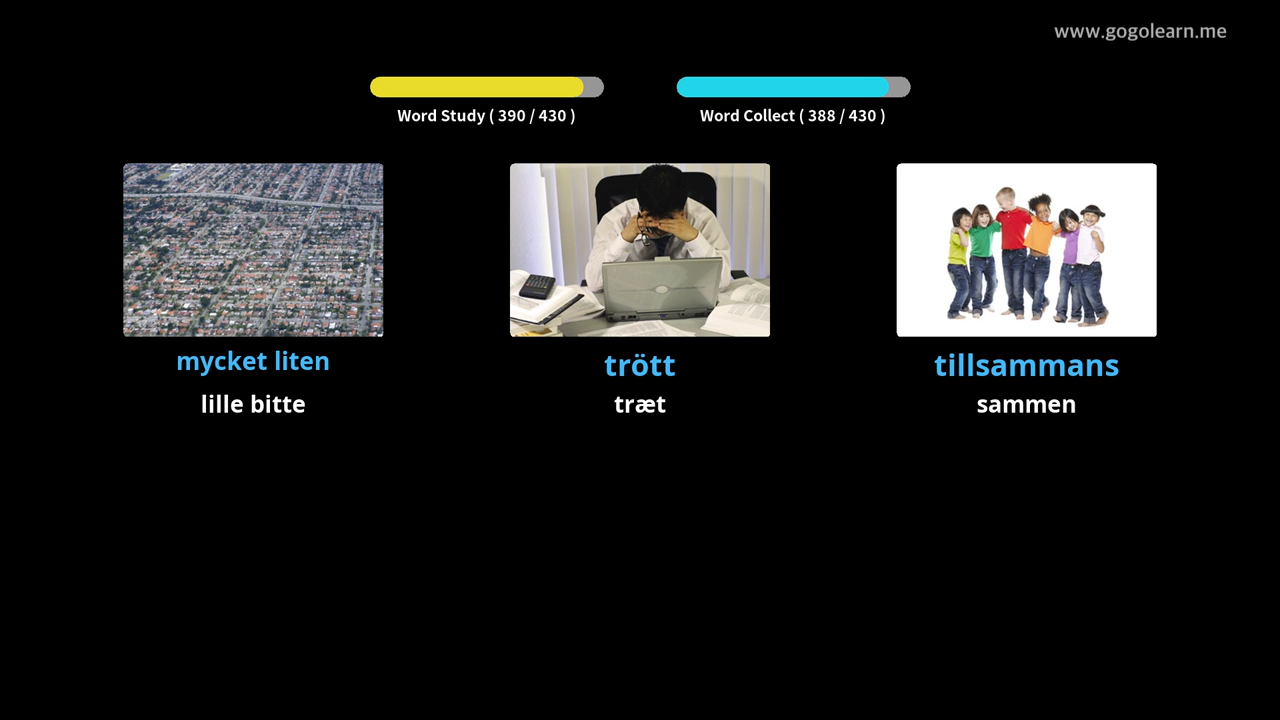 www.gogolearn.me
Word Study ( 390 / 430 )
Word Collect ( 388 / 430 )
mycket liten
lille bitte
trött
træt
tillsammans
sammen